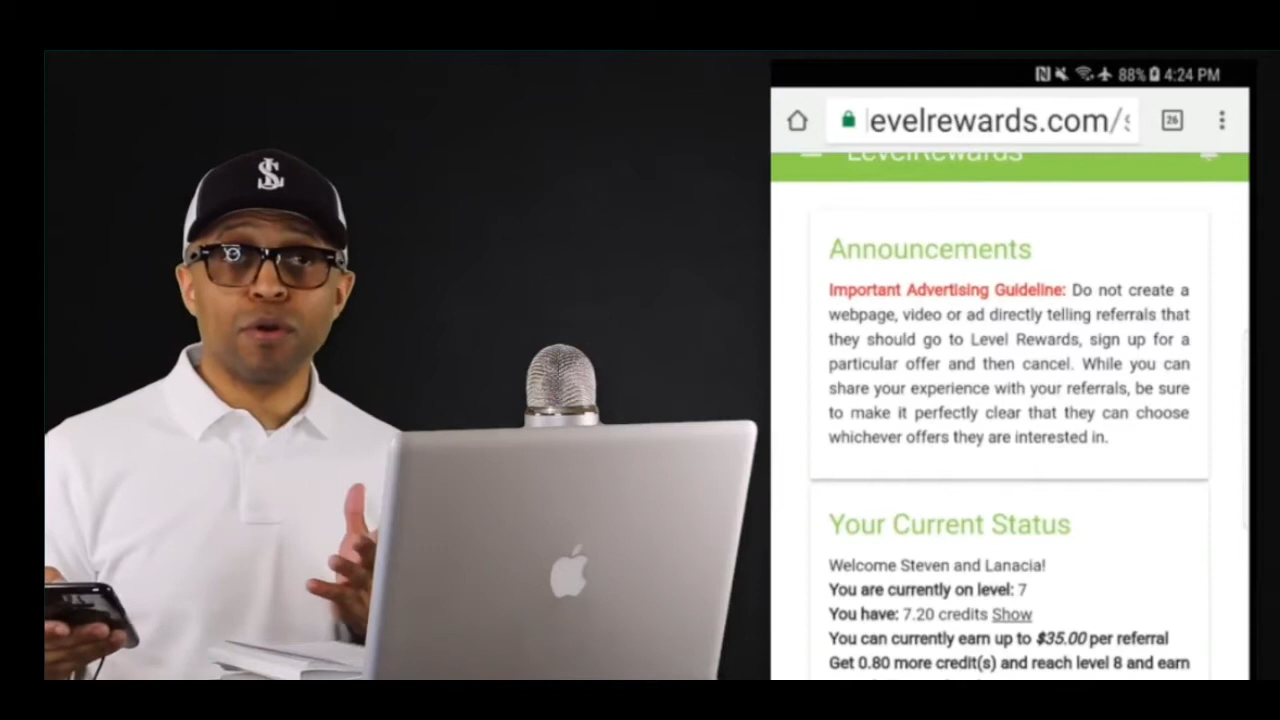 88% 4:24 PM
evelrewards.com/s
26
LevelRewards
Announcements
Important Advertising Guideline: Do not create a
webpage, video or ad directly telling referrals that
they should go to Level Rewards, sign up for a
particular offer and then cancel. While you can
share your experience with your referrals, be sure
to make it perfectly clear that they can choose
whichever offers they are interested in.
Your Current Status
Welcome Steven and Lanacia!
You are currently on level: 7
You have: 7.20 credits Show
You can currently earn up to $35.00 per referral
Get 0.80 more credit(s) and reach level 8 and earn